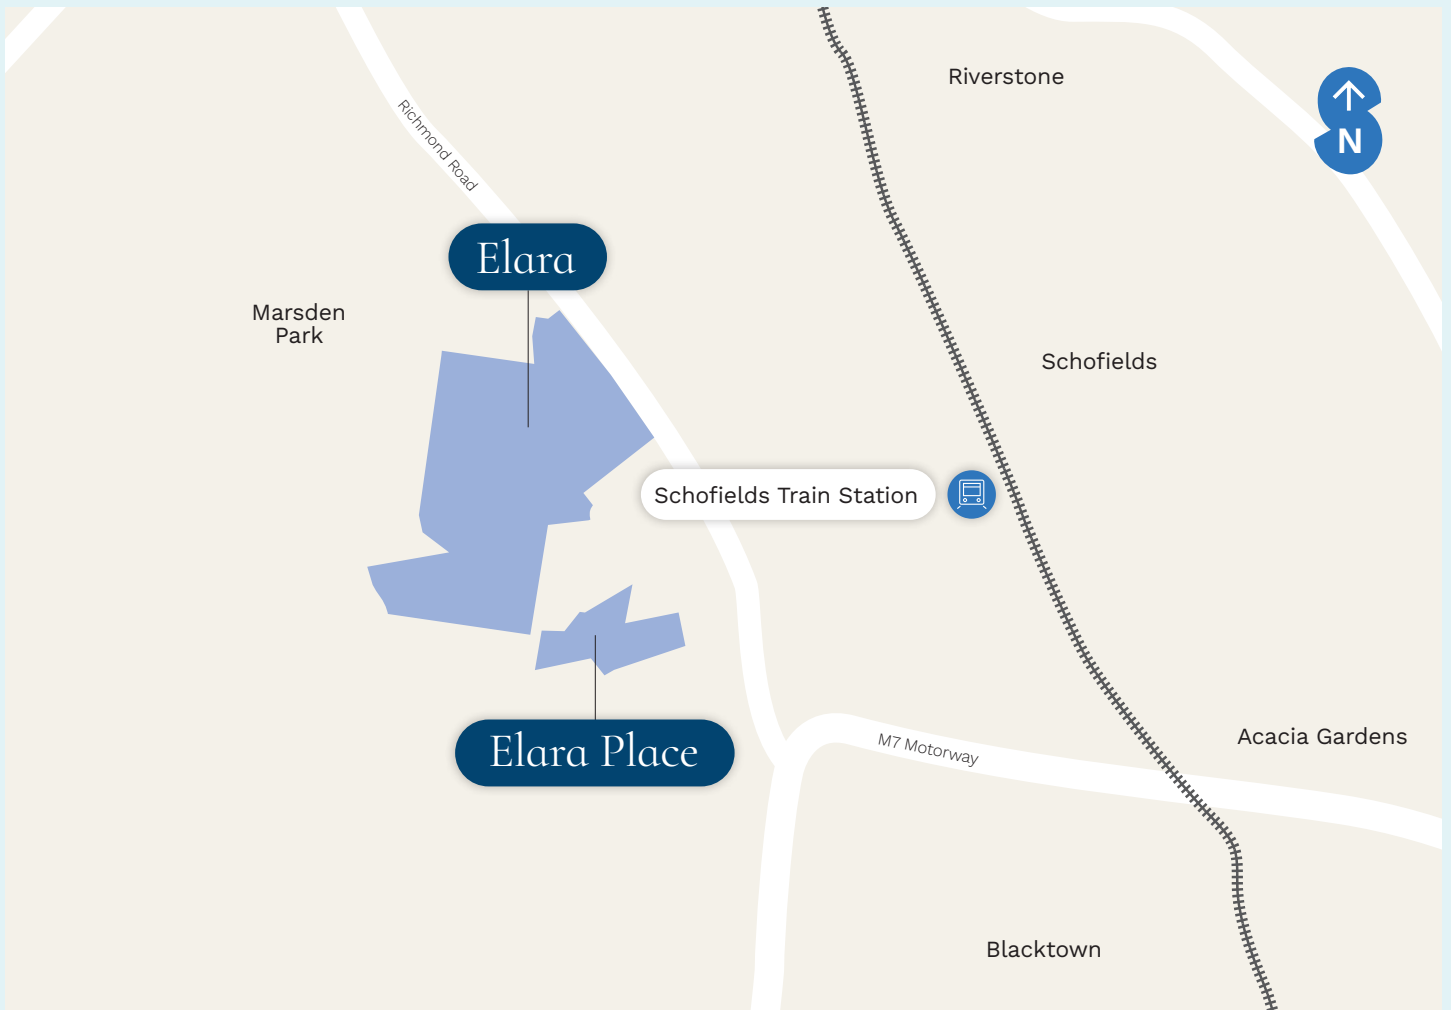 Riverstone
N
Richmond Road
Elara
Marsden
Park
Schofields
Schofields Train Station
Elara Place
M7 Motorway
Acacia Gardens
Blacktown